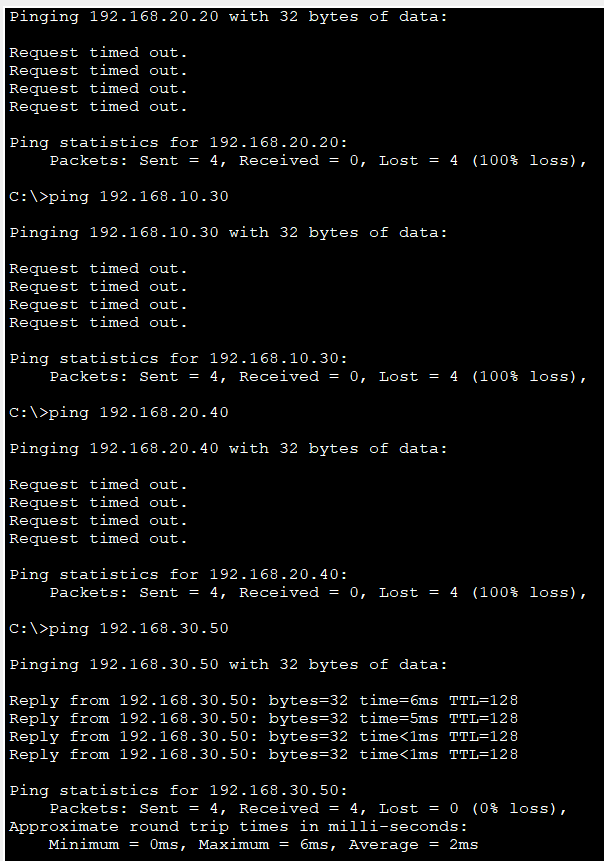 Pinging 192.168.20.20 with 32 bytes of data:
Request timed out.
Request timed out.
Request timed out.
Request timed out.
Ping statistics for 192.168.20.20:
    Packets: Sent = 4, Received = 0, Lost = 4 (100% loss),
C:\>ping 192.168.10.30
Pinging 192.168.10.30 with 32 bytes of data:
Request timed out.
Request timed out.
Request timed out.
Request timed out.
Ping statistics for 192.168.10.30:
    Packets: Sent = 4, Received = 0, Lost = 4 (100% loss),
C:\>ping 192.168.20.40
Pinging 192.168.20.40 with 32 bytes of data:
Request timed out.
Request timed out.
Request timed out.
Request timed out.
Ping statistics for 192.168.20.40:
    Packets: Sent = 4, Received = 0, Lost = 4 (100% loss),
C:\>ping 192.168.30.50
Pinging 192.168.30.50 with 32 bytes of data:
Reply from 192.168.30.50: bytes=32 time=6ms TTL=128
Reply from 192.168.30.50: bytes=32 time=5ms TTL=128
Reply from 192.168.30.50: bytes=32 time<1ms TTL=128
Reply from 192.168.30.50: bytes=32 time<1ms TTL=128
Ping statistics for 192.168.30.50:
    Packets: Sent = 4, Received = 4, Lost = 0 (0% loss),
Approximate round trip times in milli-seconds:
    Minimum = 0ms, Maximum = 6ms, Average = 2ms